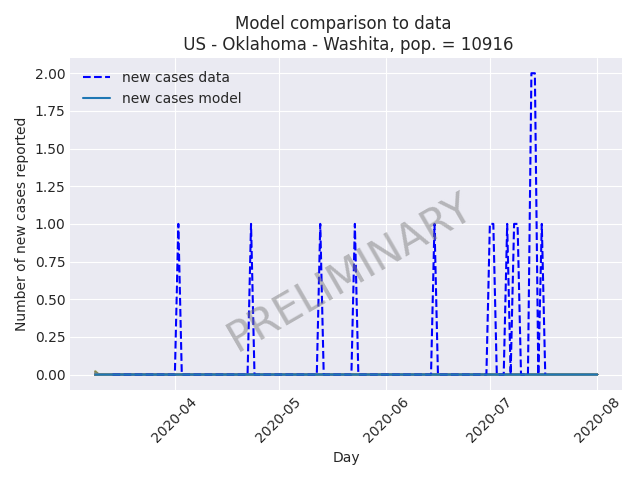 Model comparison to data
US - Oklahoma - Washita, pop. = 10916
new cases data
new cases model
Number of new cases reported
2.00
1.75
1.50
1.25
1.00
0.75
0.50
0.25
0.00
PRELIMINARY
2020-04
2020-05
2020-06
2020-07
2020-08
Day